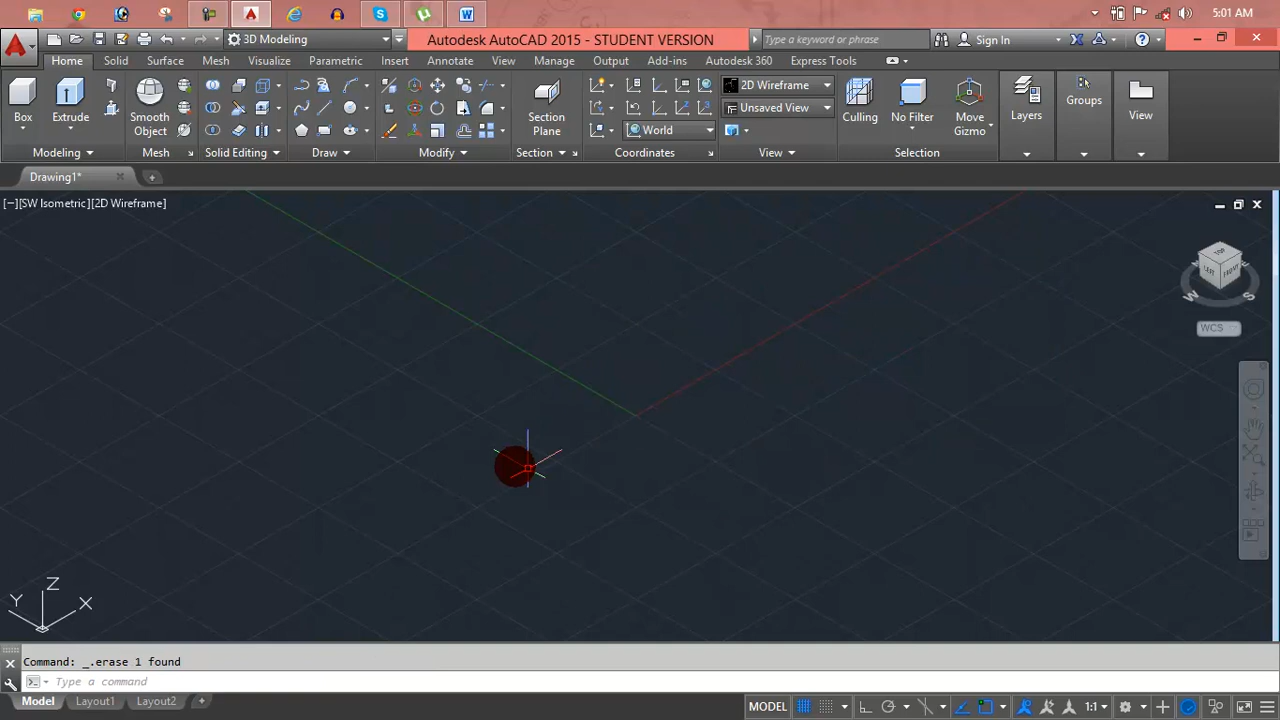 5:01 AM
3D Modeling
Autodesk AutoCAD 2015 - STUDENT VERSION
Type a keyword or phrase
Sign In
Home Solid Surface Mesh Visualize Parametric Insert Annotate View Manage Output Add-ins Autodesk 360 Express Tools
Box
Extrude
Smooth
Object
Section
Plane
World
2D Wireframe
Unsaved View
Culling
No Filter
Move
Gizmo
Layers
Groups
View
Modeling Mesh Solid Editing Draw Modify Section Coordinates View Selection
Drawing1*
[−][SW Isometric][2D Wireframe]
TOP
LEFT
FRONT
W
S
WCS
Z
Y
X
Command: _.erase 1 found
Type a command
Model Layout1 Layout2
MODEL
1:1